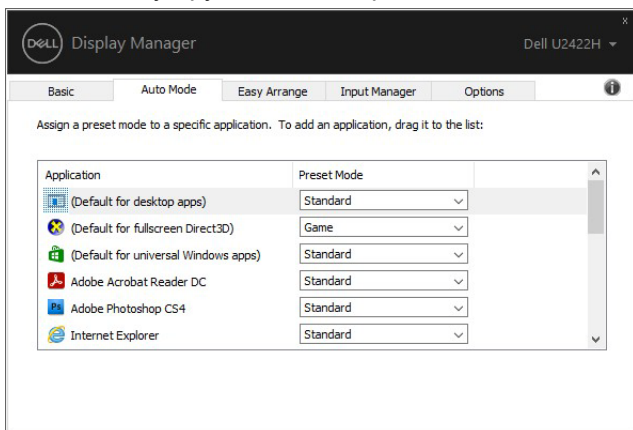 DELL Display Manager
x
Dell U2422H
Basic Auto Mode Easy Arrange Input Manager Options
Assign a preset mode to a specific application. To add an application, drag it to the list:
Application Preset Mode
(Default for desktop apps) Standard
(Default for fullscreen Direct3D) Game
(Default for universal Windows apps) Standard
Adobe Acrobat Reader DC Standard
Ps Adobe Photoshop CS4 Standard
Internet Explorer Standard